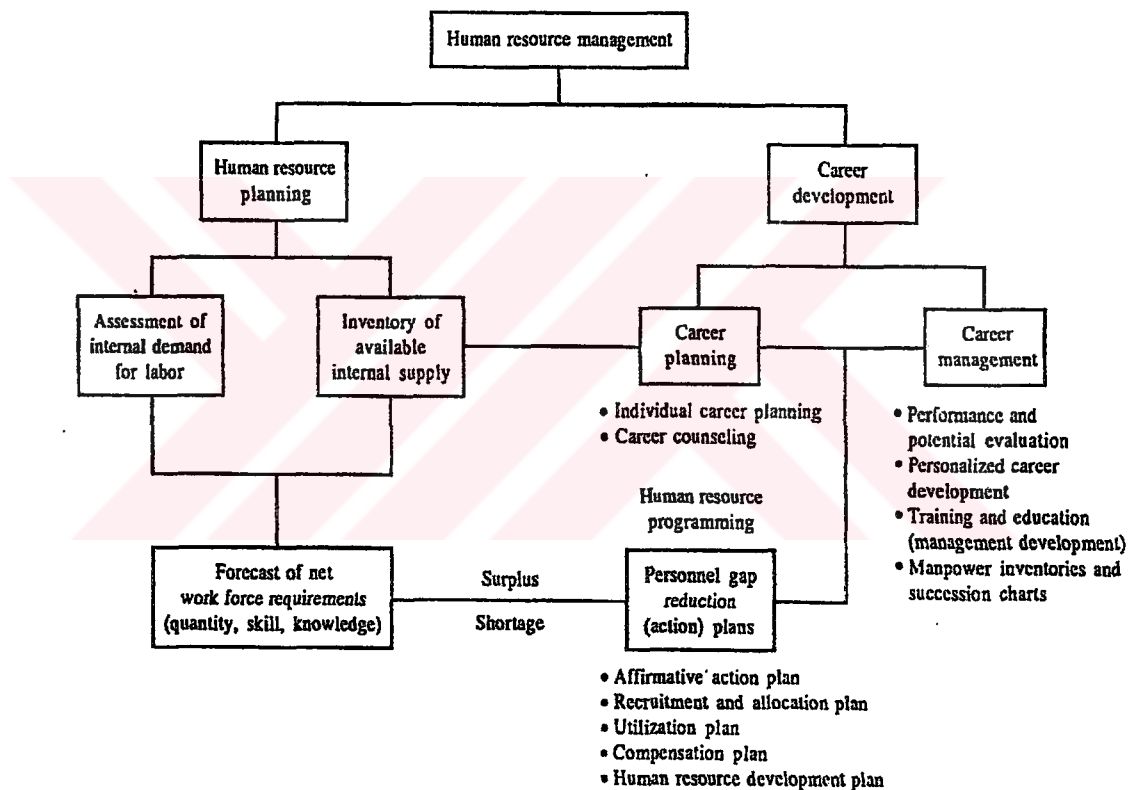 Human resource management
Human resource
planning
Career
development
Assessment of
internal demand
for labor
Inventory of
available
internal supply
Career
planning
Career
management
• Individual career planning
• Career counseling
• Performance and
potential evaluation
• Personalized career
development
• Training and education
(management development)
• Manpower inventories and
succession charts
Human resource
programming
Forecast of net
work force requirements
(quantity, skill, knowledge)
Surplus
Shortage
Personnel gap
reduction
(action) plans
• Affirmative action plan
• Recruitment and allocation plan
• Utilization plan
• Compensation plan
• Human resource development plan